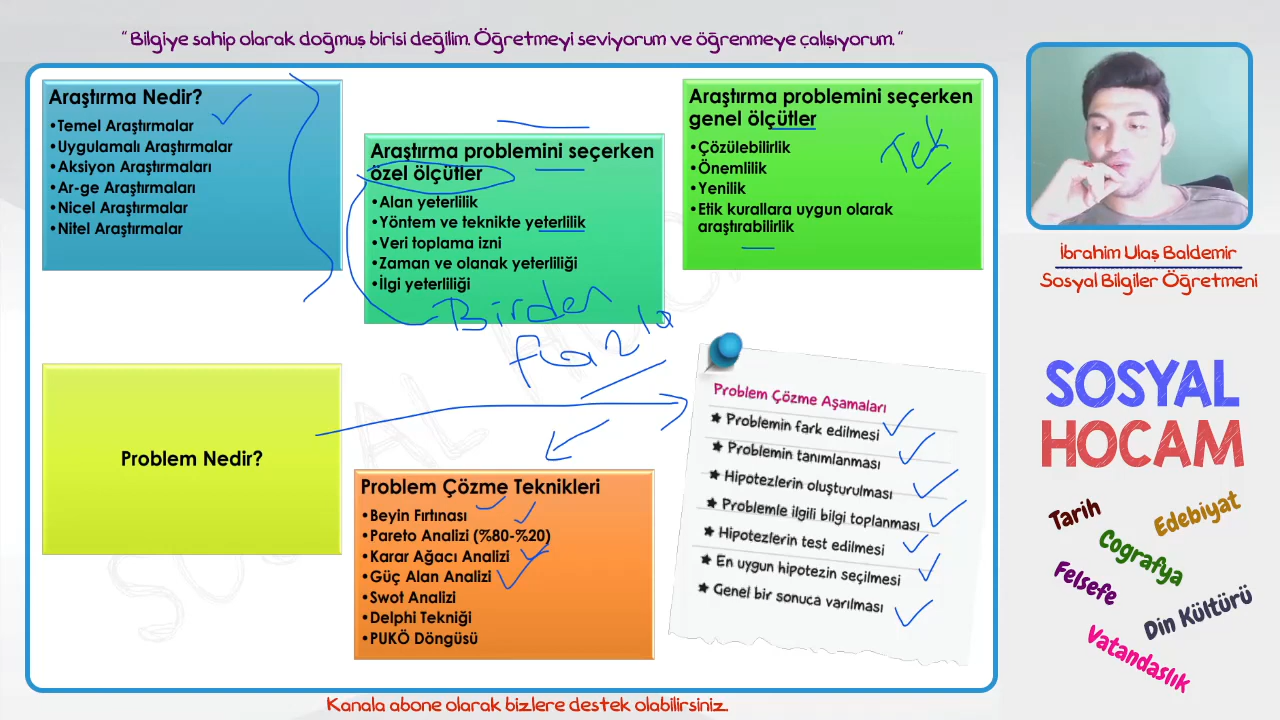 “Bilgiye sahip olarak doğmuş birisi değilim. Öğretmeyi seviyorum ve öğrenmeye çalışıyorum.”
Araştırma Nedir?
•Temel Araştırmalar
•Uygulamalı Araştırmalar
•Aksiyon Araştırmaları
•Ar-ge Araştırmaları
•Nicel Araştırmalar
•Nitel Araştırmalar
Araştırma problemini seçerken
özel ölçütler
•Alan yeterlilik
•Yöntem ve teknikte yeterlilik
•Veri toplama izni
•Zaman ve olanak yeterliliği
•İlgi yeterliliği
Birden
fazla
Araştırma problemini seçerken
genel ölçütler
•Çözülebilirlik
•Önemlilik
•Yenilik
•Etik kurallara uygun olarak
araştırabilirlik
Tek
Problem Nedir?
Problem Çözme Teknikleri
•Beyin Fırtınası
•Pareto Analizi (%80-%20)
•Karar Ağacı Analizi
•Güç Alan Analizi
•Swot Analizi
•Delphi Tekniği
•PUKÖ Döngüsü
Problem Çözme Aşamaları
★ Problemin fark edilmesi
★ Problemin tanımlanması
★ Hipotezlerin oluşturulması
★ Problemle ilgili bilgi toplanması
★ Hipotezlerin test edilmesi
★ En uygun hipotezin seçilmesi
★ Genel bir sonuca varılması
İbrahim Ulaş Baldemir
Sosyal Bilgiler Öğretmeni
SOSYAL
HOCAM
Tarih
Edebiyat
Coğrafya
Felsefe
Din Kültürü
Vatandaşlık
Kanala abone olarak bizlere destek olabilirsiniz.